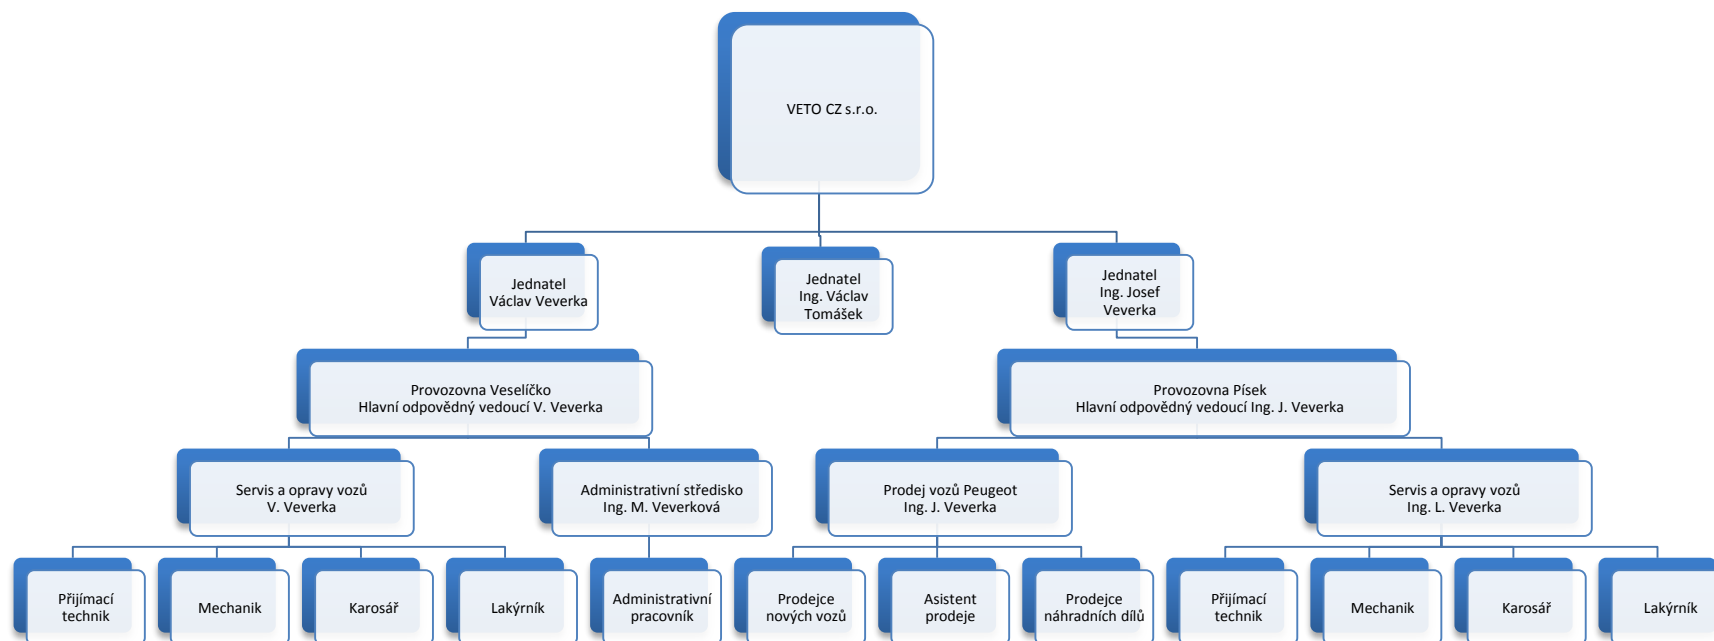 VETO CZ s.r.o.
Jednatel
Václav Veverka
Jednatel
Ing. Václav
Tomášek
Jednatel
Ing. Josef
Veverka
Provozovna Veselíčko
Hlavní odpovědný vedoucí V. Veverka
Provozovna Písek
Hlavní odpovědný vedoucí Ing. J. Veverka
Servis a opravy vozů
V. Veverka
Administrativní středisko
Ing. M. Veverková
Prodej vozů Peugeot
Ing. J. Veverka
Servis a opravy vozů
Ing. L. Veverka
Přijímací
technik
Mechanik
Karosář
Lakýrník
Administrativní
pracovník
Prodejce
nových vozů
Asistent
prodeje
Prodejce
náhradních dílů
Přijímací
technik
Mechanik
Karosář
Lakýrník